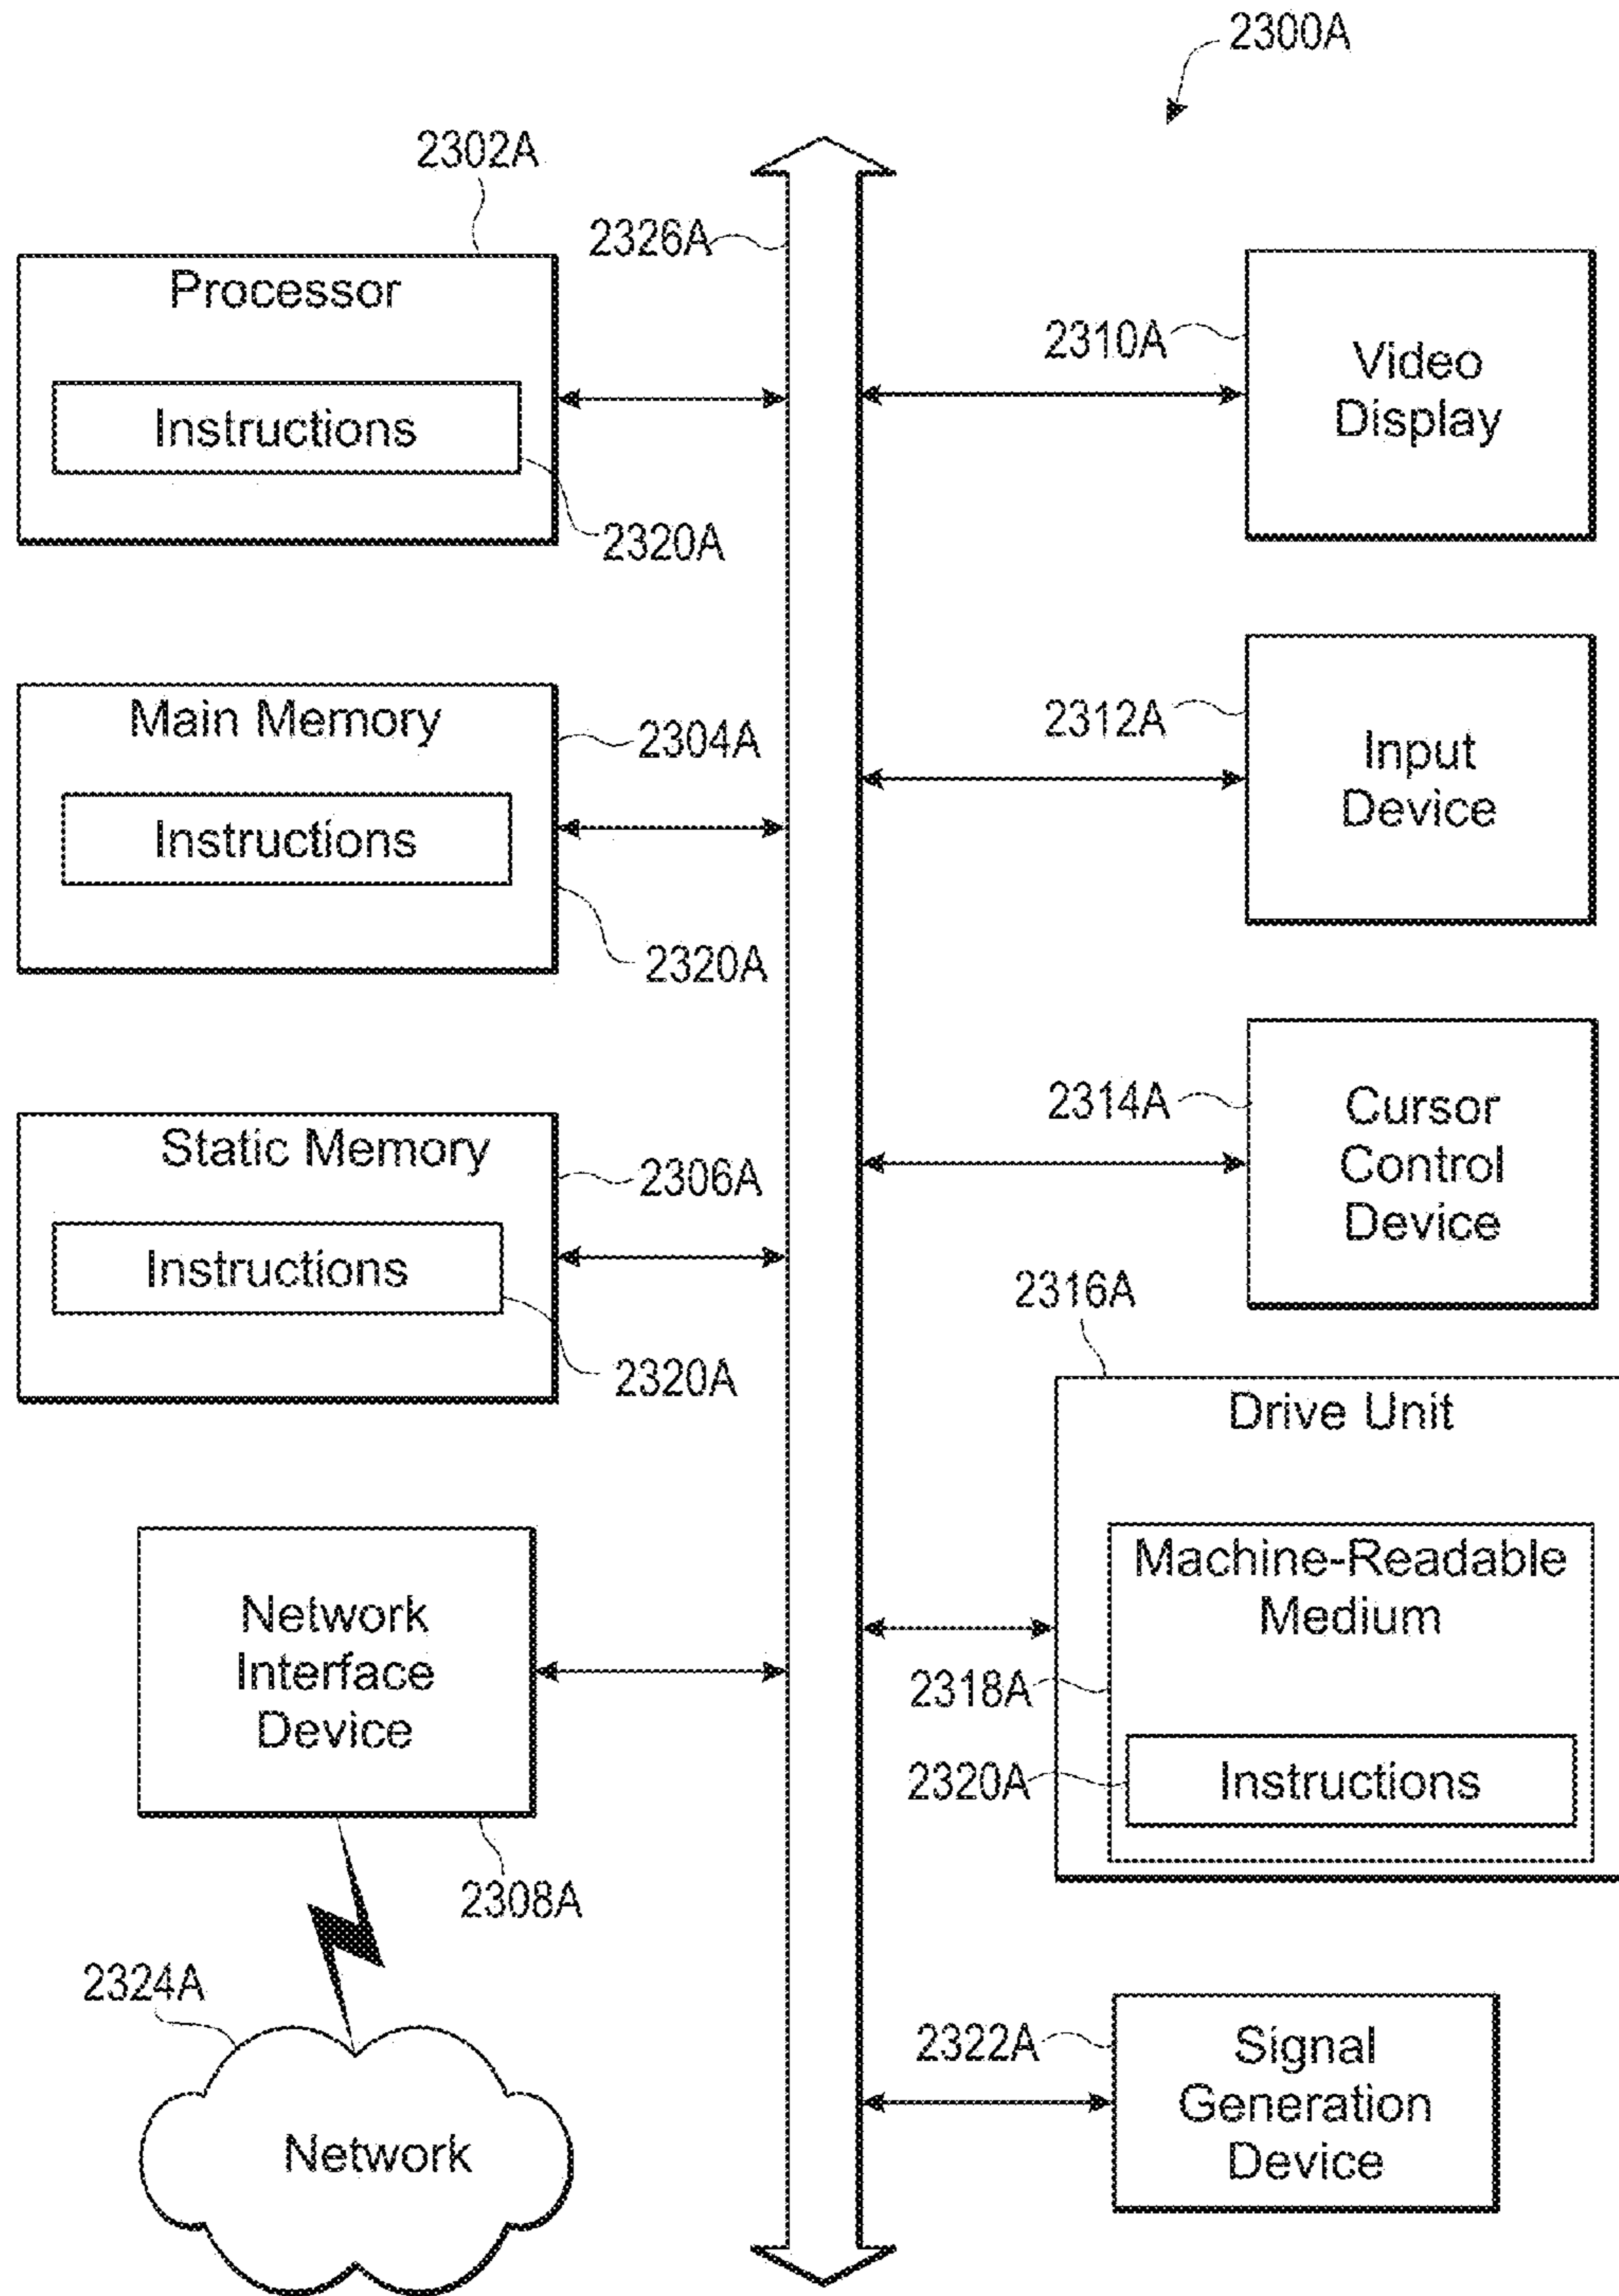 2300A
2302A
2326A
Processor
Instructions
2320A
2310A
Video
Display
Main Memory
2304A
Instructions
2320A
2312A
Input
Device
Static Memory
2306A
Instructions
2320A
2314A
Cursor
Control
Device
2316A
Drive Unit
Machine-Readable
Medium
2318A
2320A
Instructions
Network
Interface
Device
2308A
2324A
Network
2322A
Signal
Generation
Device